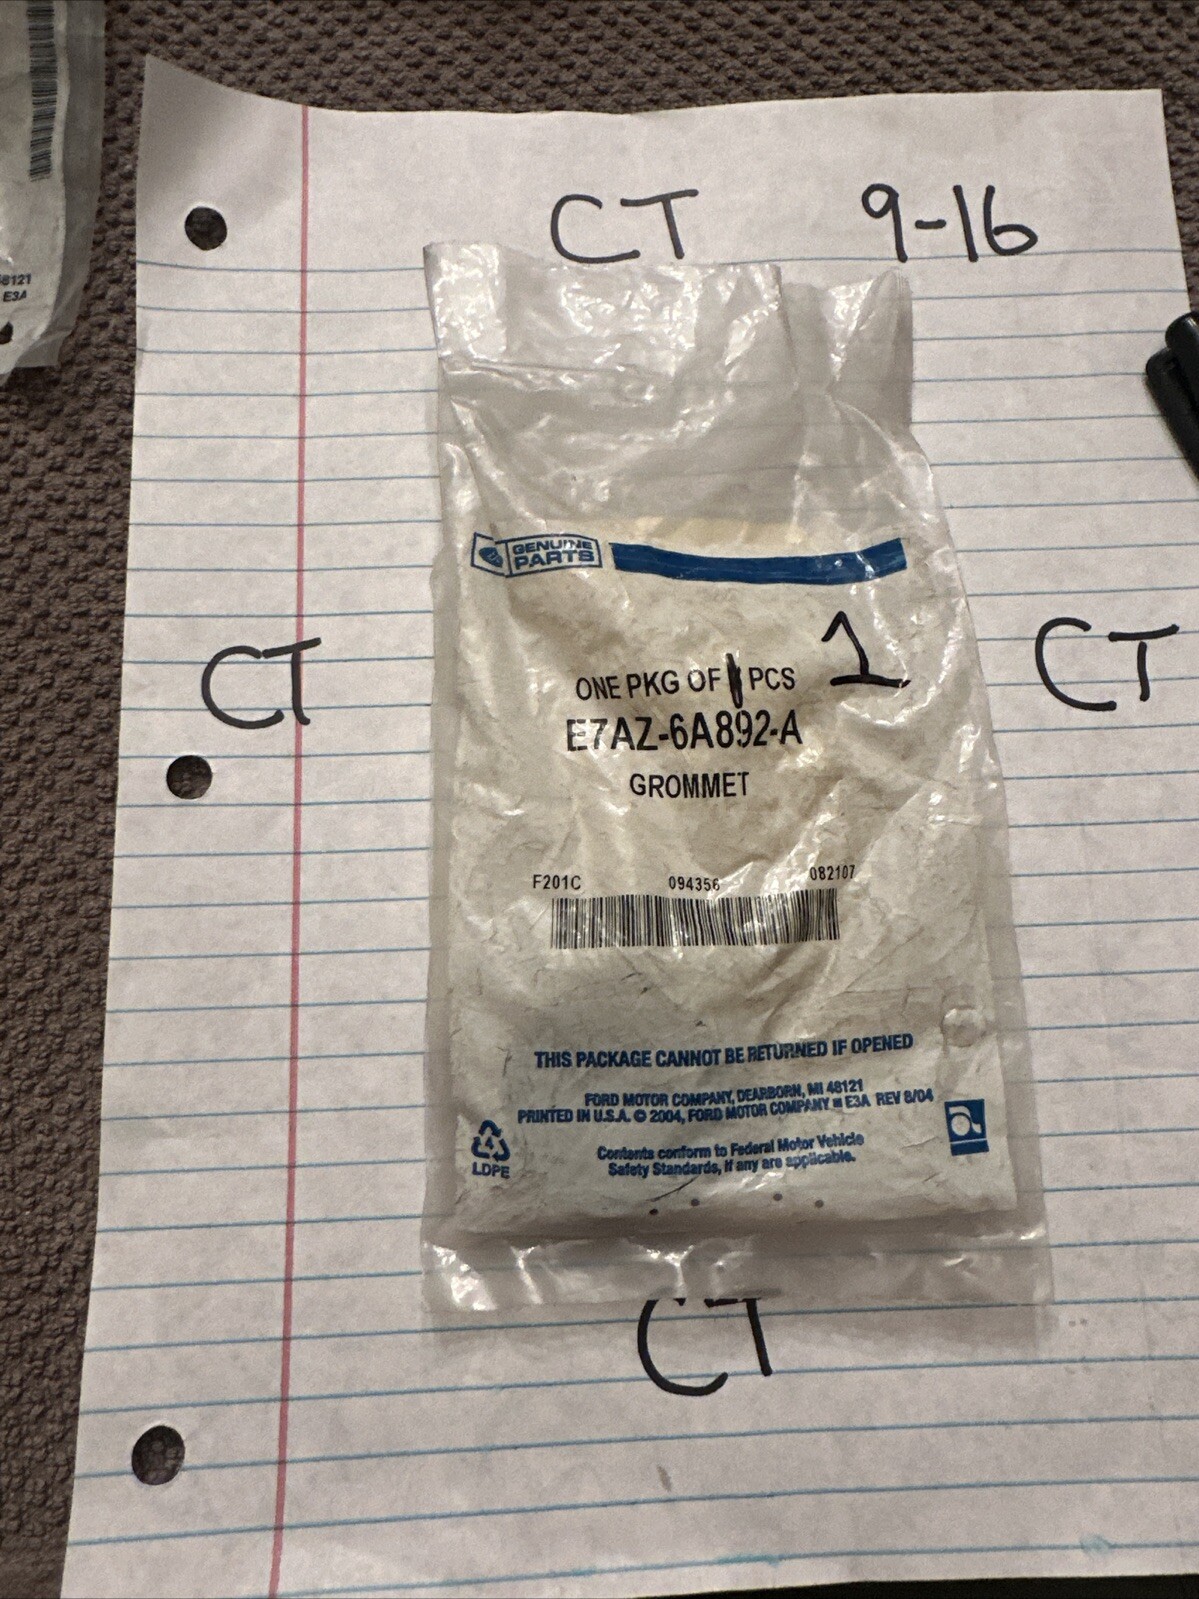 CT 9-16
48121
E3A
GENUINE
PARTS
ONE PKG OF PCS 1
E7AZ-6A892-A
GROMMET
CT
CT
F201C 094356 082107
THIS PACKAGE CANNOT BE RETURNED IF OPENED
FORD MOTOR COMPANY, DEARBORN, MI 48121
PRINTED IN U.S.A. © 2004, FORD MOTOR COMPANY E3A REV 8/04
Contents conform to Federal Motor Vehicle
Safety Standards, if any are applicable.
4
LDPE
a
CT